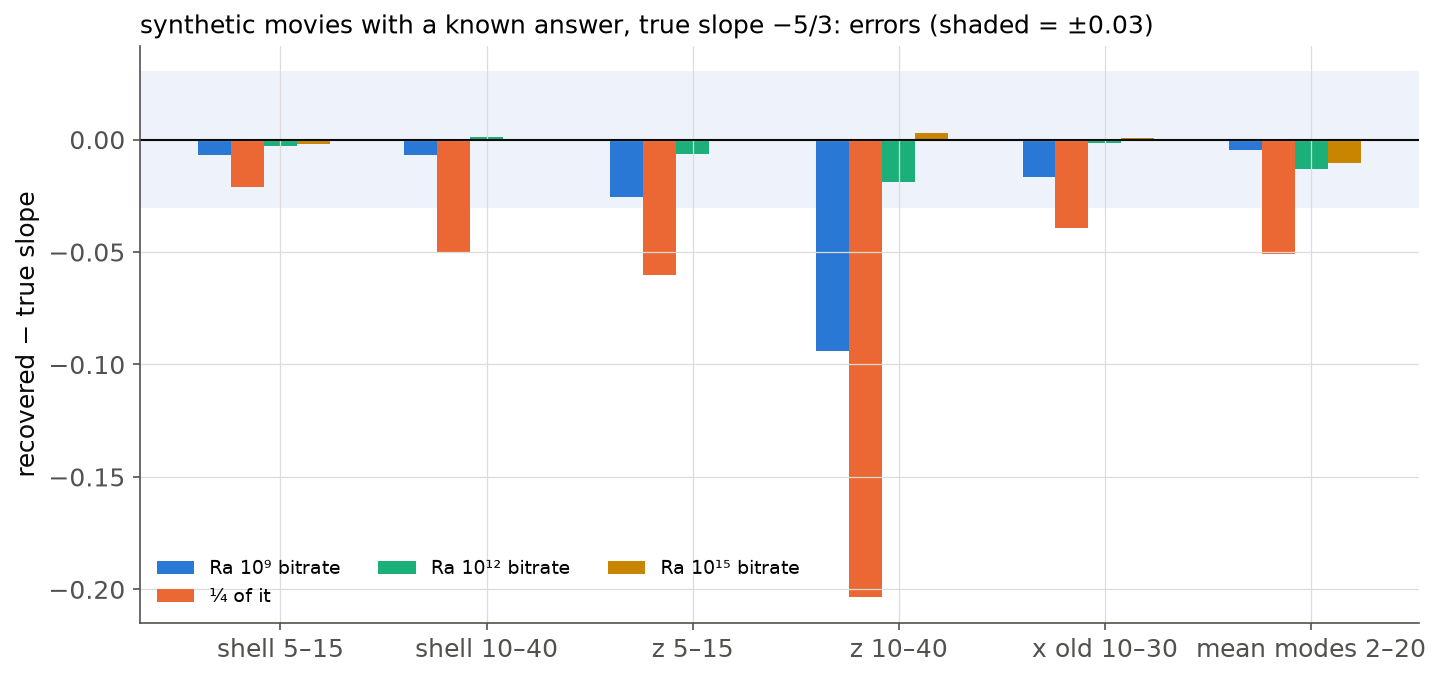 synthetic movies with a known answer, true slope −5/3: errors (shaded = ±0.03)
recovered − true slope
0.00
−0.05
−0.10
−0.15
−0.20
Ra 10⁹ bitrate
¼ of it
Ra 10¹² bitrate
Ra 10¹⁵ bitrate
shell 5–15
shell 10–40
z 5–15
z 10–40
x old 10–30
mean modes 2–20